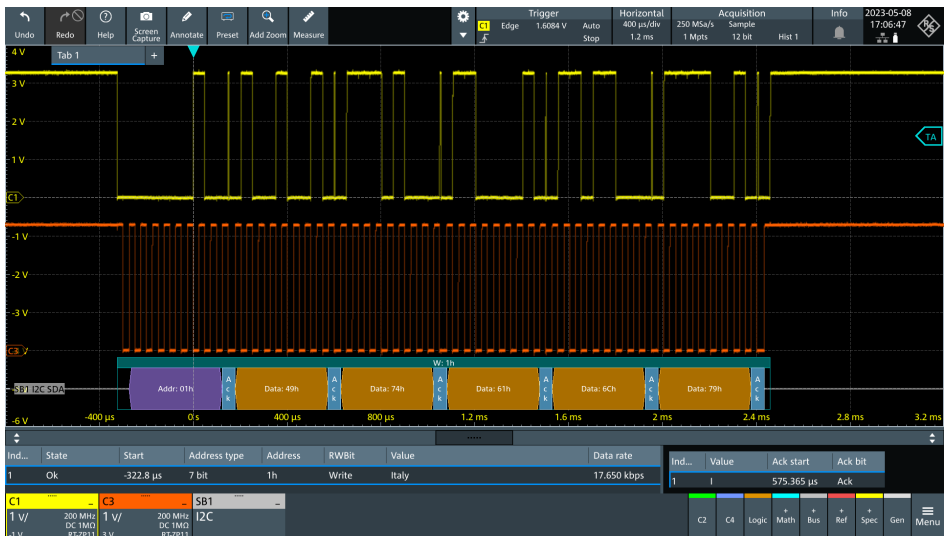 Undo Redo Help Screen Capture Annotate Preset Add Zoom Measure
Trigger Horizontal Acquisition Info 2023-05-08
C1 Edge 1.6084 V Auto 400 µs/div 250 MSa/s Sample 17:06:47
Stop 1.2 ms 1 Mpts 12 bit Hist 1
4 V
Tab 1 +
3 V
2 V
TA
1 V
C1
-1 V
-2 V
-3 V
C3
W: 1h
SB1 I2C SDA
Addr: 01h Ack Data: 49h Ack Data: 74h Ack Data: 61h Ack Data: 6Ch Ack Data: 79h Ack
-6 V -400 µs 0 s 400 µs 800 µs 1.2 ms 1.6 ms 2 ms 2.4 ms 2.8 ms 3.2 ms
Ind... State Start Address type Address RWBit Value Data rate
1 Ok -322.8 µs 7 bit 1h Write Italy 17.650 kbps
Ind... Value Ack start Ack bit
1 I 575.365 µs Ack
C1 C3 SB1
1 V/ 200 MHz 1 V/ 200 MHz I2C
DC 1MΩ DC 1MΩ
-1 V RT-ZP11 3 V RT-ZP11
C2 C4 Logic + Math + Bus + Ref + Spec Gen Menu